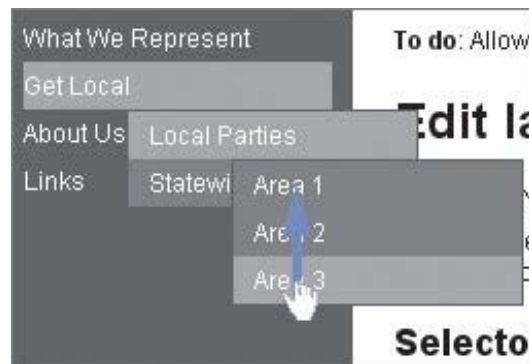 What We Represent
Get Local
About Us
Links
Local Parties
Statewi
Area 1
Area 2
Area 3
To do: Allow
Edit la
Selecto